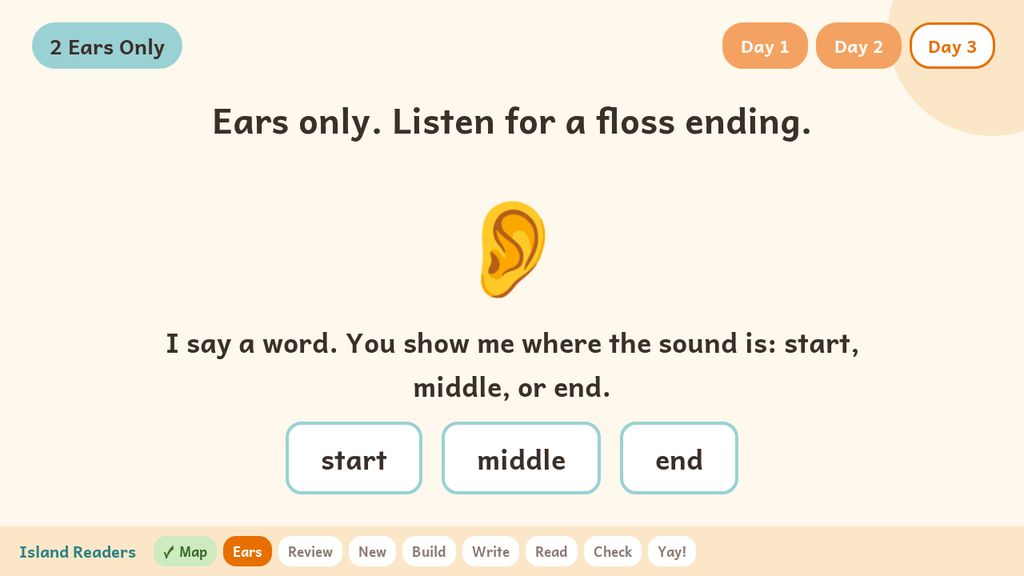 2 Ears Only
Day 1 Day 2 Day 3
Ears only. Listen for a floss ending.
I say a word. You show me where the sound is: start,
middle, or end.
start middle end
Island Readers ✓ Map Ears Review New Build Write Read Check Yay!